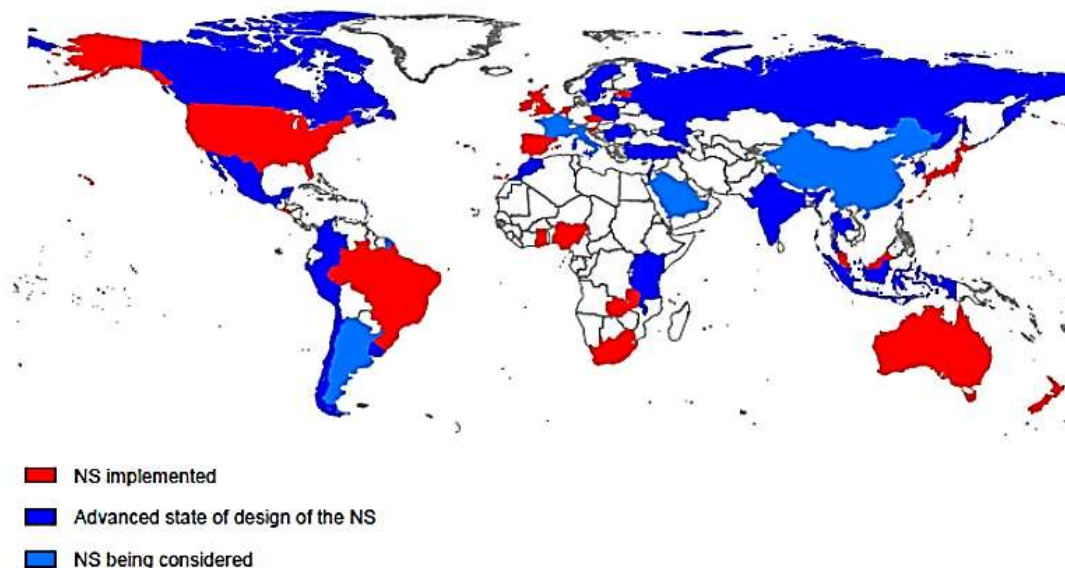 NS implemented
Advanced state of design of the NS
NS being considered